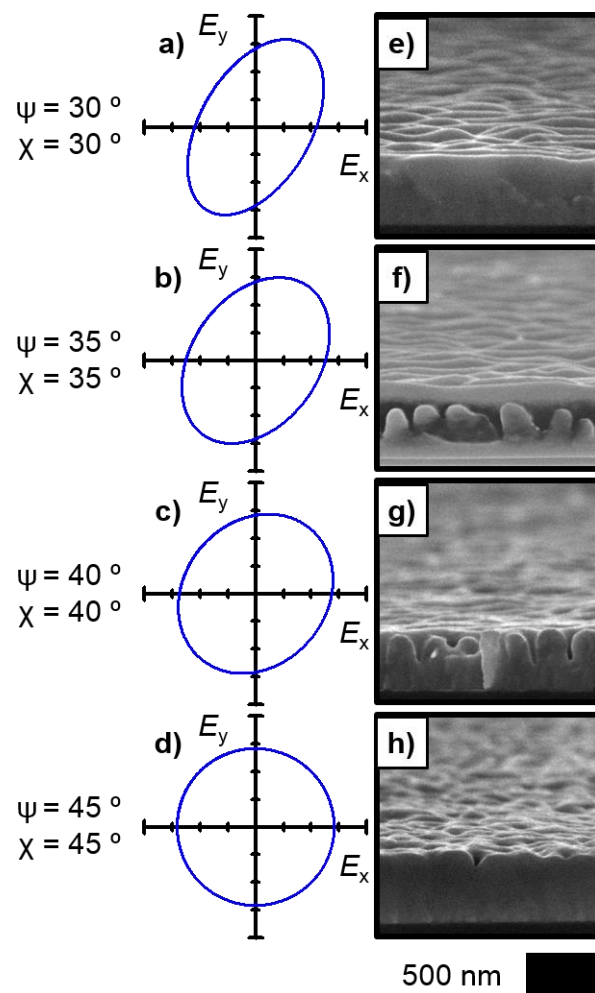 a)
E_y
E_x
ψ = 30 º
χ = 30 º
e)
b)
E_y
E_x
ψ = 35 º
χ = 35 º
f)
c)
E_y
E_x
ψ = 40 º
χ = 40 º
g)
d)
E_y
E_x
ψ = 45 º
χ = 45 º
h)
500 nm